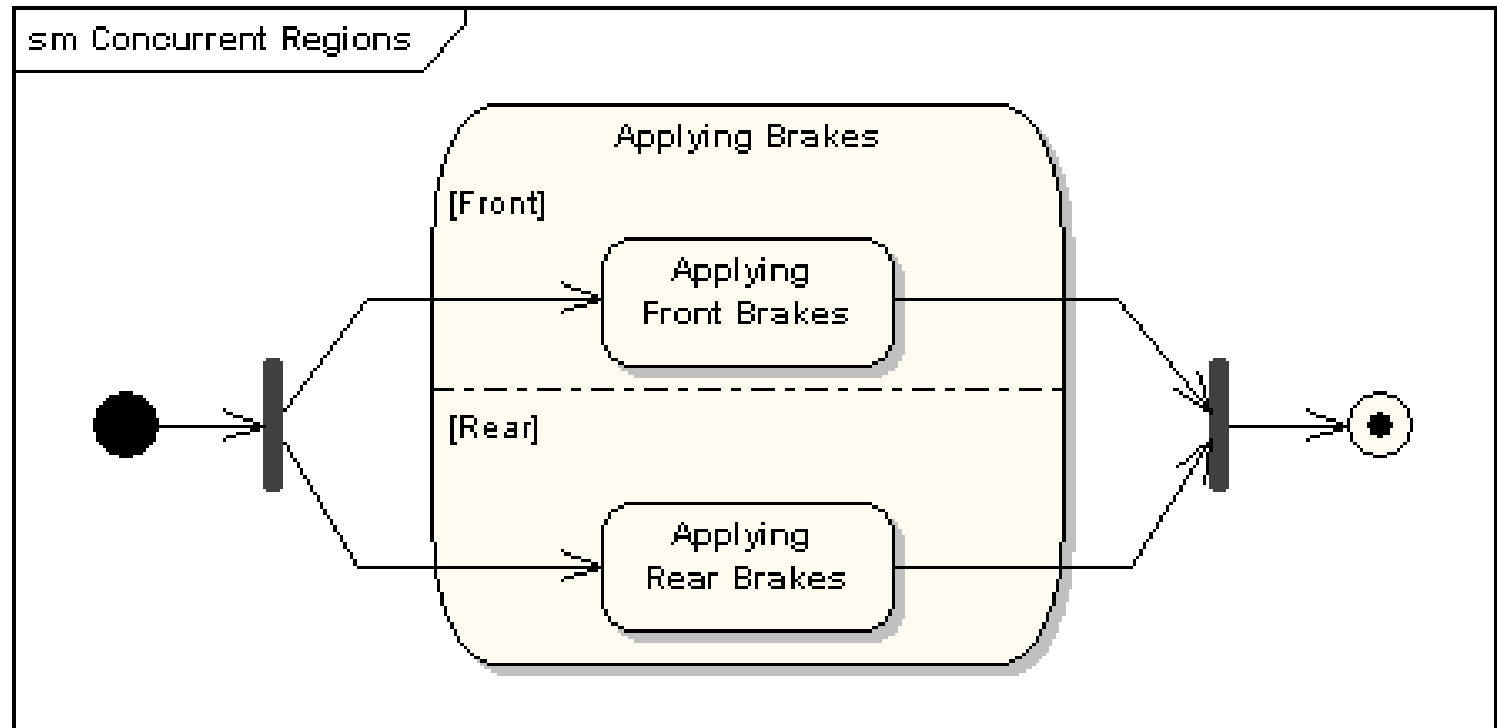 sm Concurrent Regions
Applying Brakes
[Front]
Applying
Front Brakes
[Rear]
Applying
Rear Brakes